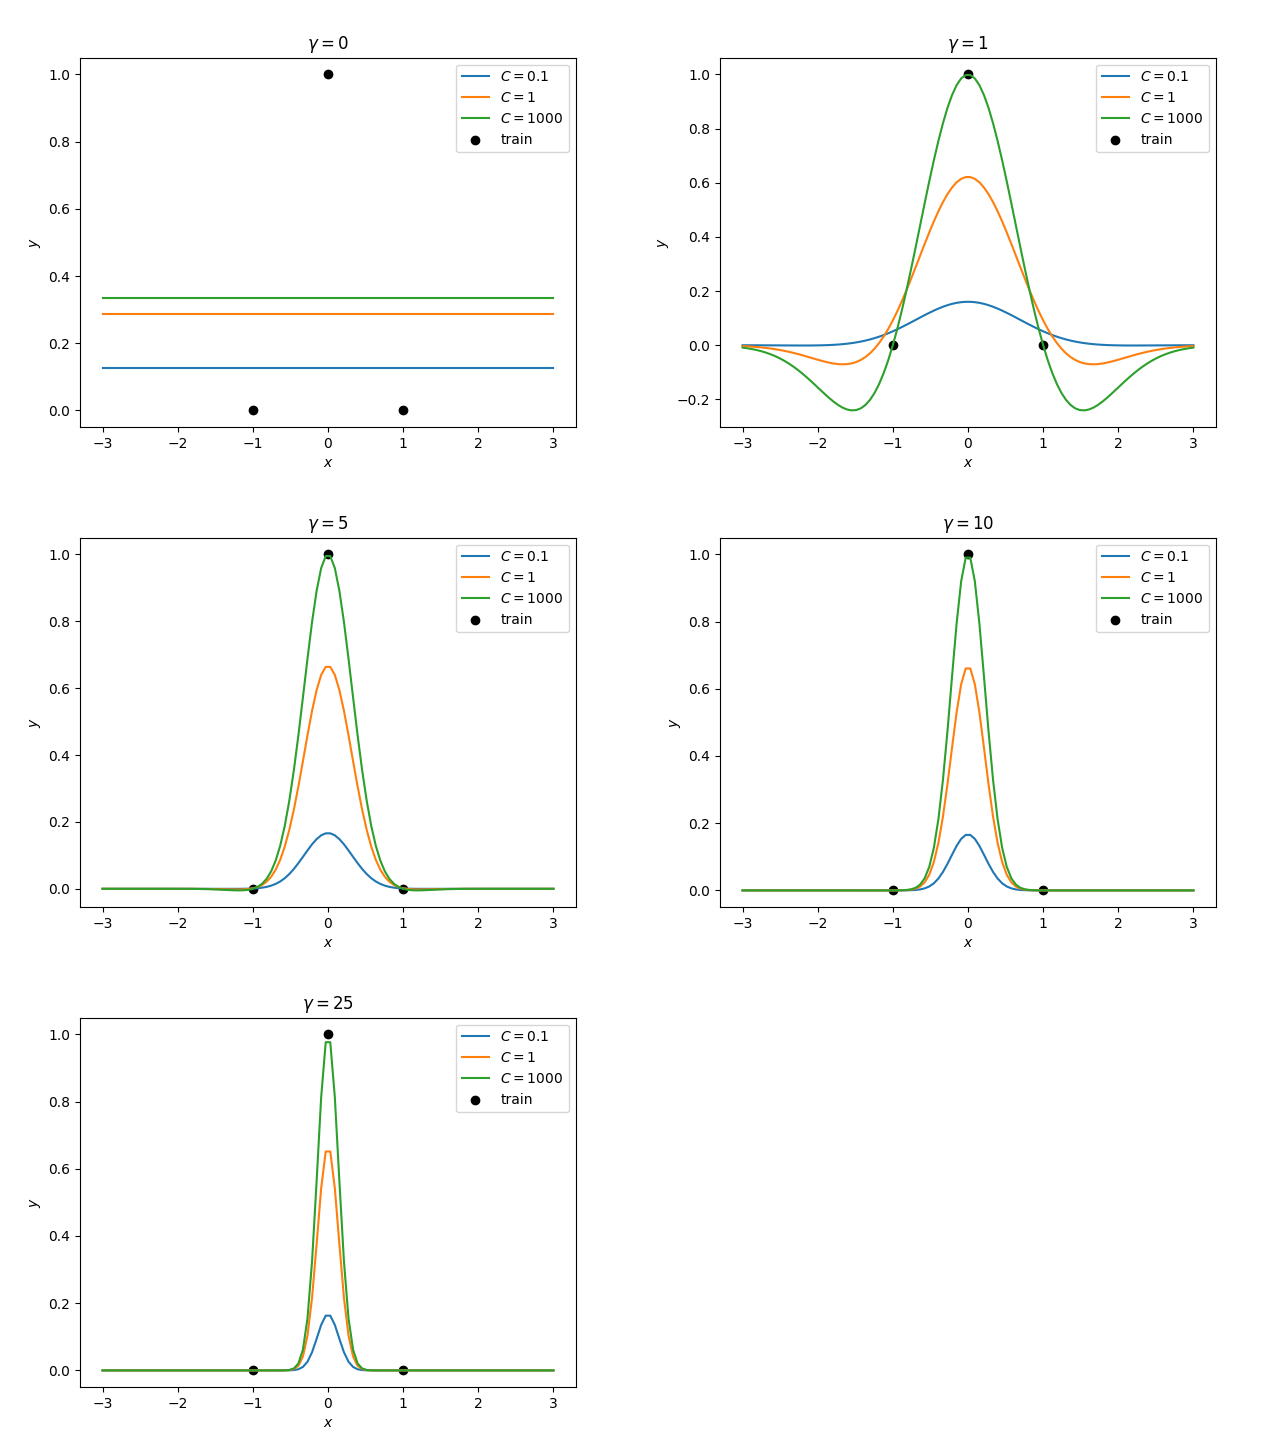 γ = 0
1.0
0.8
0.6
0.4
0.2
0.0
y
−3 −2 −1 0 1 2 3
x
C = 0.1
C = 1
C = 1000
train
γ = 1
1.0
0.8
0.6
0.4
0.2
0.0
−0.2
y
−3 −2 −1 0 1 2 3
x
C = 0.1
C = 1
C = 1000
train
γ = 5
1.0
0.8
0.6
0.4
0.2
0.0
y
−3 −2 −1 0 1 2 3
x
C = 0.1
C = 1
C = 1000
train
γ = 10
1.0
0.8
0.6
0.4
0.2
0.0
y
−3 −2 −1 0 1 2 3
x
C = 0.1
C = 1
C = 1000
train
γ = 25
1.0
0.8
0.6
0.4
0.2
0.0
y
−3 −2 −1 0 1 2 3
x
C = 0.1
C = 1
C = 1000
train